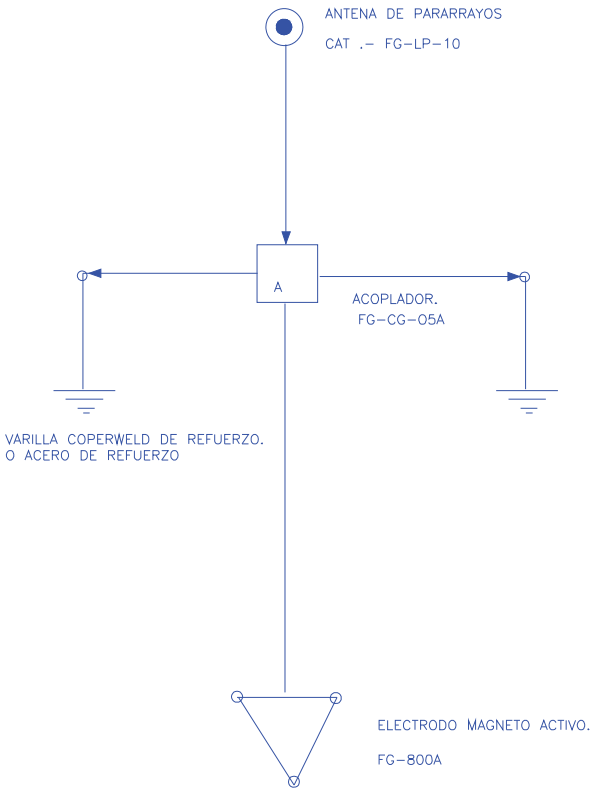 ANTENA DE PARARRAYOS
CAT .- FG-LP-10
A
ACOPLADOR.
FG-CG-05A
VARILLA COPERWELD DE REFUERZO.
O ACERO DE REFUERZO
ELECTRODO MAGNETO ACTIVO.
FG-800A